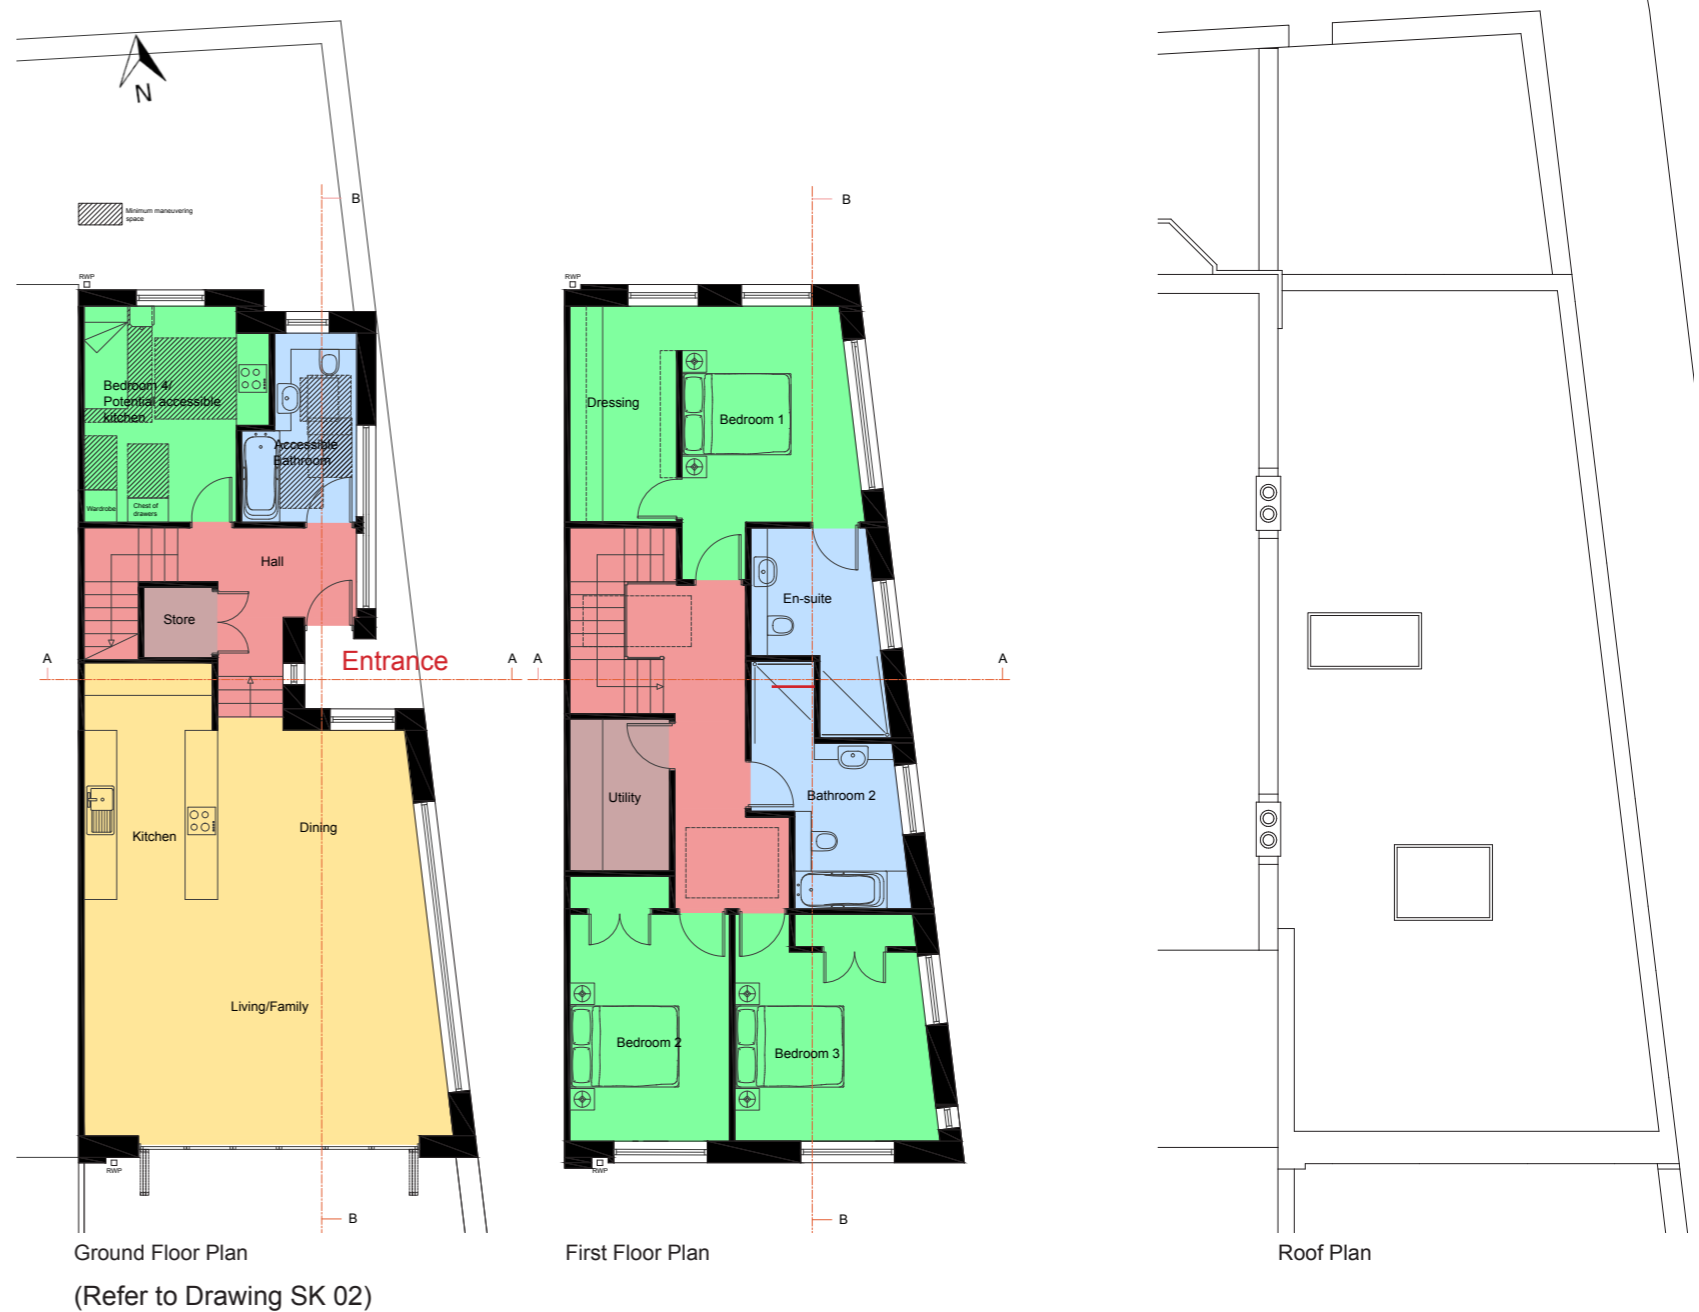 N
B
B
Minimum maneuvering
space
RWP
RWP
Bedroom 4/
Potential accessible
kitchen
Accessible
Bathroom
Wardrobe
Chest of
drawers
Hall
Store
Entrance
A
A
A
A
Kitchen
Dining
Living/Family
RWP
B
Dressing
Bedroom 1
En-suite
Utility
Bathroom 2
Bedroom 2
Bedroom 3
RWP
B
Ground Floor Plan
First Floor Plan
Roof Plan
(Refer to Drawing SK 02)